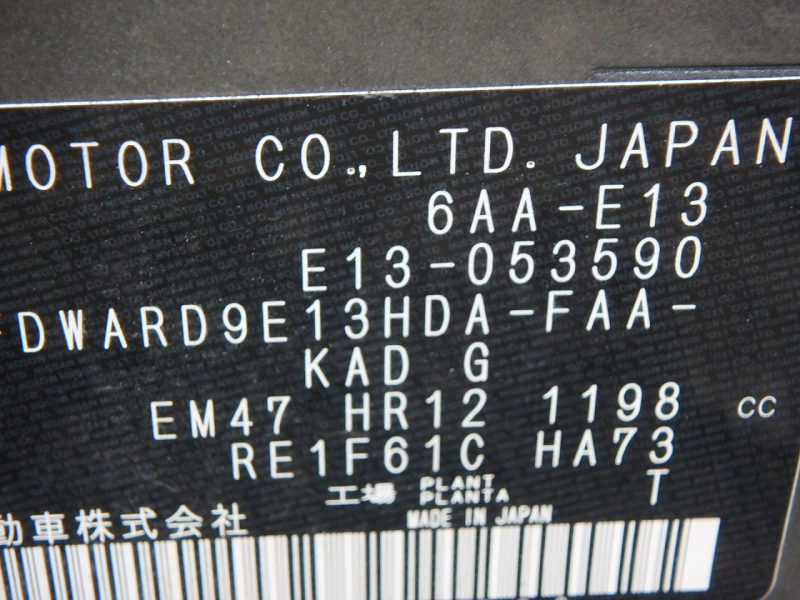 MOTOR CO.,LTD. JAPAN
6AA-E13
E13-053590
FDWARD9E13HDA-FAA-
KAD G
EM47 HR12 1198 cc
RE1F61C HA73
工場 PLANT PLANTA T
動車株式会社 MADE IN JAPAN